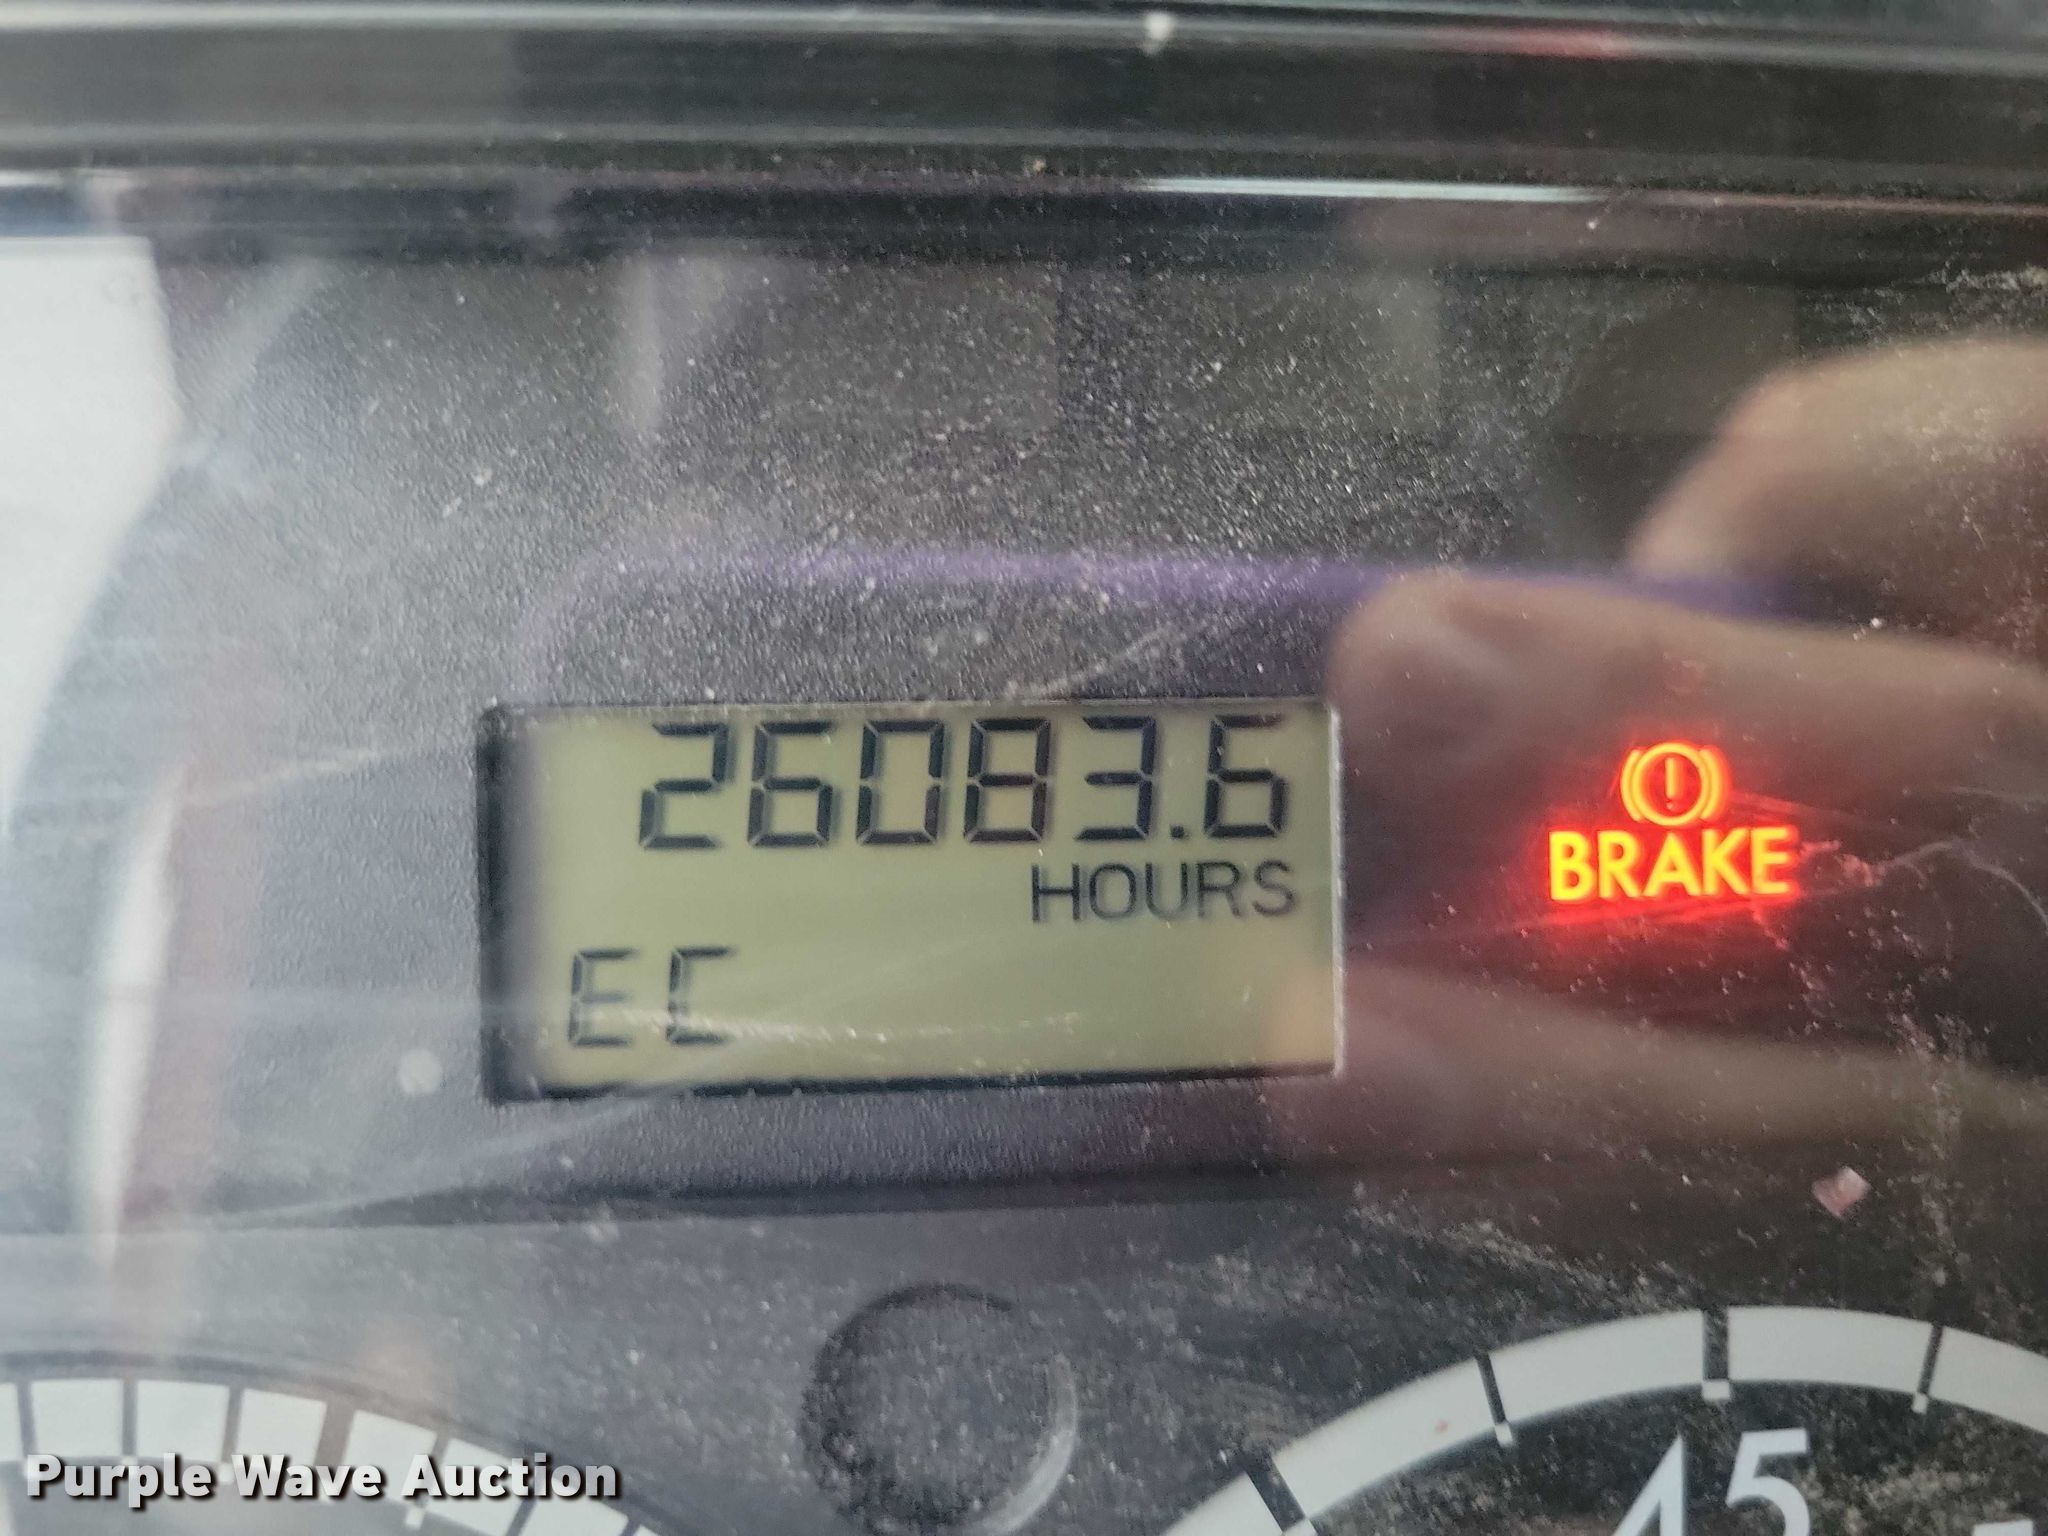 26083.6
HOURS
BRAKE
EC
45
Purple Wave Auction